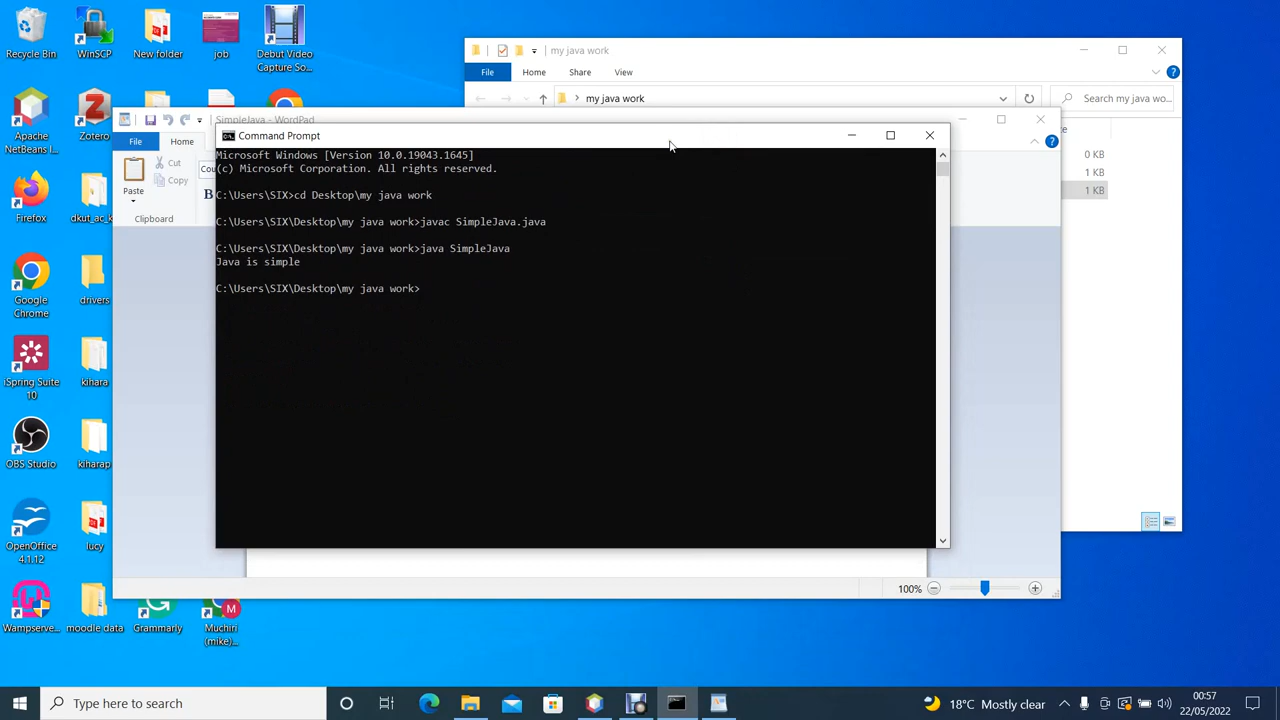 Recycle Bin
WinSCP
New folder
job
Debut Video
Capture So...
my java work
File
Home
Share
View
my java work
Search my java wo...
Apache
NetBeans I...
Zotero
SimpleJava - WordPad
File
Home
Command Prompt
Paste
Cut
Copy
B
0 KB
1 KB
1 KB
Microsoft Windows [Version 10.0.19043.1645]
(c) Microsoft Corporation. All rights reserved.
C:\Users\SIX>cd Desktop\my java work
C:\Users\SIX\Desktop\my java work>javac SimpleJava.java
C:\Users\SIX\Desktop\my java work>java SimpleJava
Java is simple
C:\Users\SIX\Desktop\my java work>
Firefox
dkut_ac_k
Google
Chrome
drivers
iSpring Suite
10
kihara
OBS Studio
kiharap
OpenOffice
4.1.12
lucy
Wampserve...
moodle data
Grammarly
Muchiri
(mike)...
100%
Type here to search
18°C Mostly clear
00:57
22/05/2022